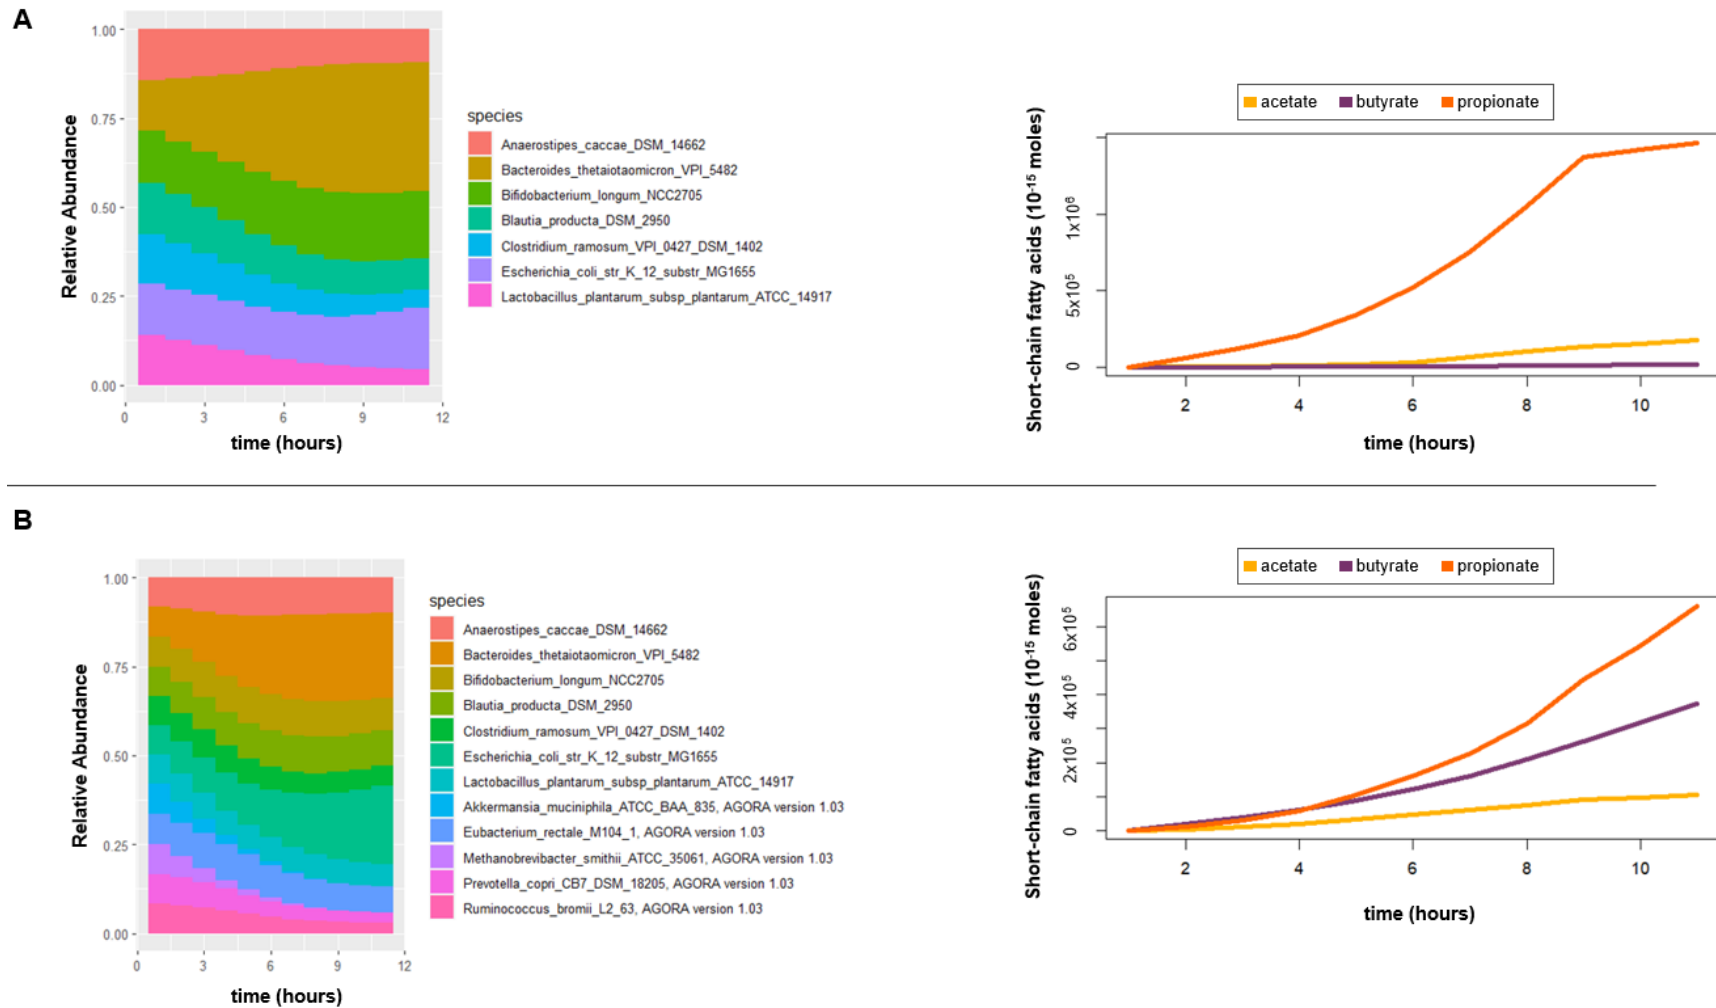 A
1.00
0.75
0.50
0.25
0.00
Relative Abundance
0 3 6 9 12
time (hours)
species
Anaerostipes_caccae_DSM_14662
Bacteroides_thetaiotaomicron_VPI_5482
Bifidobacterium_longum_NCC2705
Blautia_producta_DSM_2950
Clostridium_ramosum_VPI_0427_DSM_1402
Escherichia_coli_str_K_12_substr_MG1655
Lactobacillus_plantarum_subsp_plantarum_ATCC_14917
acetate butyrate propionate
Short-chain fatty acids (10⁻¹⁵ moles)
1x10⁶
5x10⁵
0
2 4 6 8 10
time (hours)
B
1.00
0.75
0.50
0.25
0.00
Relative Abundance
0 3 6 9 12
time (hours)
species
Anaerostipes_caccae_DSM_14662
Bacteroides_thetaiotaomicron_VPI_5482
Bifidobacterium_longum_NCC2705
Blautia_producta_DSM_2950
Clostridium_ramosum_VPI_0427_DSM_1402
Escherichia_coli_str_K_12_substr_MG1655
Lactobacillus_plantarum_subsp_plantarum_ATCC_14917
Akkermansia_muciniphila_ATCC_BAA_835, AGORA version 1.03
Eubacterium_rectale_M104_1, AGORA version 1.03
Methanobrevibacter_smithii_ATCC_35061, AGORA version 1.03
Prevotella_copri_CB7_DSM_18205, AGORA version 1.03
Ruminococcus_bromii_L2_63, AGORA version 1.03
acetate butyrate propionate
Short-chain fatty acids (10⁻¹⁵ moles)
6x10⁵
4x10⁵
2x10⁵
0
2 4 6 8 10
time (hours)